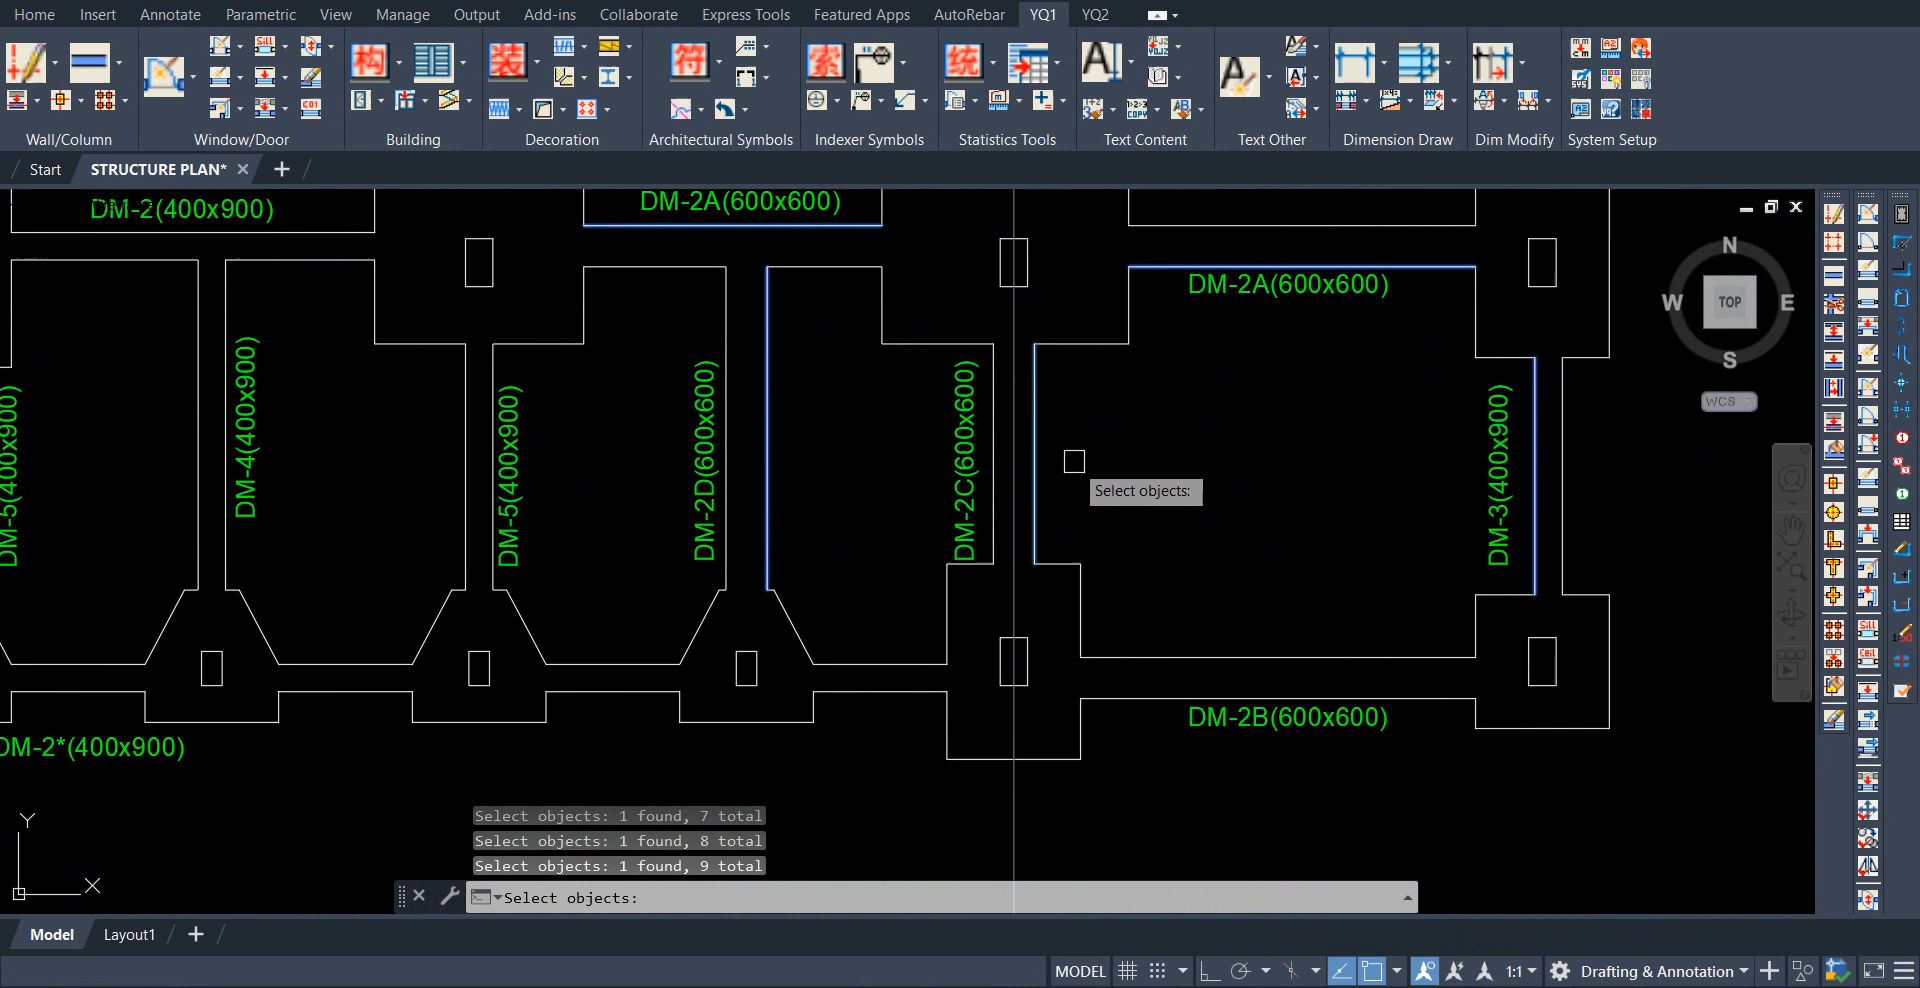 Home Insert Annotate Parametric View Manage Output Add-ins Collaborate Express Tools Featured Apps AutoRebar YQ1 YQ2
构 装 符 索 统
Wall/Column Window/Door Building Decoration Architectural Symbols Indexer Symbols Statistics Tools Text Content Text Other Dimension Draw Dim Modify System Setup
Start STRUCTURE PLAN*
DM-2(400x900)
DM-2A(600x600)
DM-2A(600x600)
DM-5(400x900)
DM-4(400x900)
DM-5(400x900)
DM-2D(600x600)
DM-2C(600x600)
DM-3(400x900)
Select objects:
DM-2B(600x600)
DM-2*(400x900)
N
W TOP E
S
WCS
Select objects: 1 found, 7 total
Select objects: 1 found, 8 total
Select objects: 1 found, 9 total
Select objects:
Y
X
Model Layout1
MODEL 1:1 Drafting & Annotation